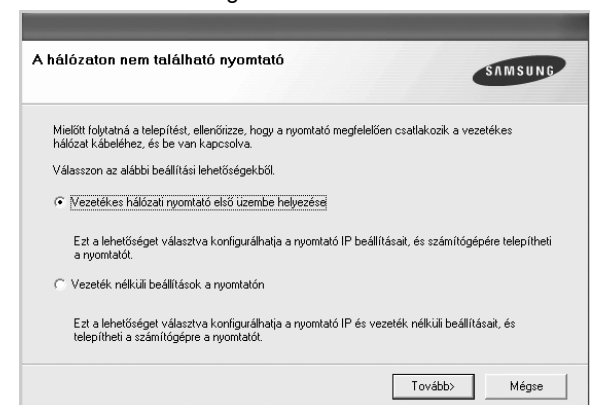 A hálózaton nem található nyomtató
SAMSUNG
Mielőtt folytatná a telepítést, ellenőrizze, hogy a nyomtató megfelelően csatlakozik a vezetékes
hálózat kábeléhez, és be van kapcsolva.
Válasszon az alábbi beállítási lehetőségekből.
Vezetékes hálózati nyomtató első üzembe helyezése
Ezt a lehetőséget választva konfigurálhatja a nyomtató IP beállításait, és számítógépére telepítheti
a nyomtatót.
Vezeték nélküli beállítások a nyomtatón
Ezt a lehetőséget választva konfigurálhatja a nyomtató IP és vezeték nélküli beállításait, és
telepítheti a számítógépre a nyomtatót.
Tovább> Mégse